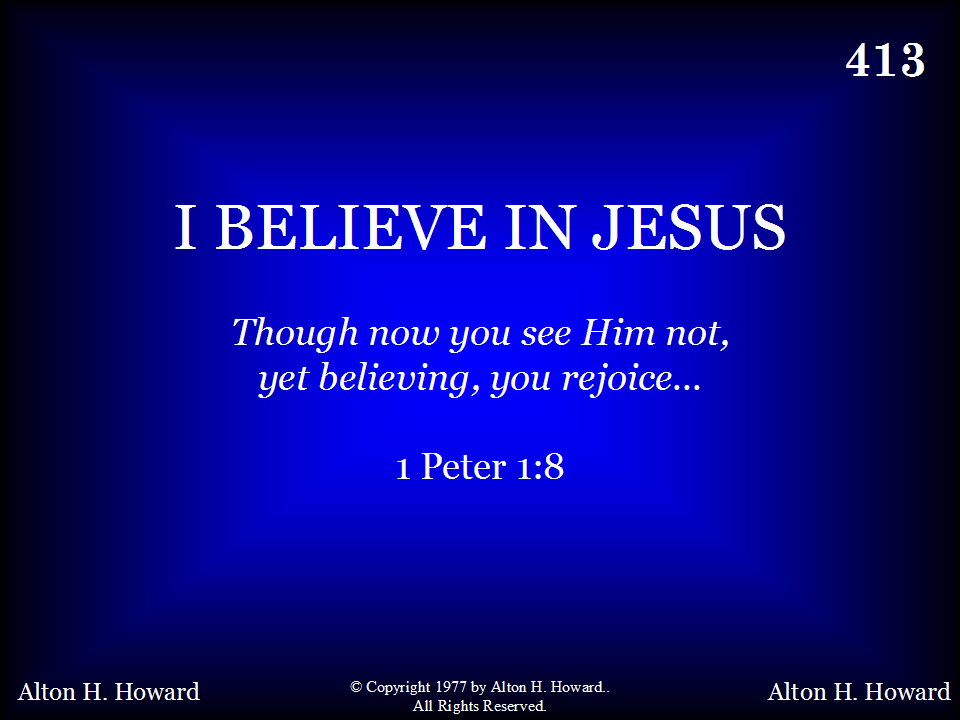 413
I BELIEVE IN JESUS
Though now you see Him not,
yet believing, you rejoice...
1 Peter 1:8
Alton H. Howard
© Copyright 1977 by Alton H. Howard..
All Rights Reserved.
Alton H. Howard